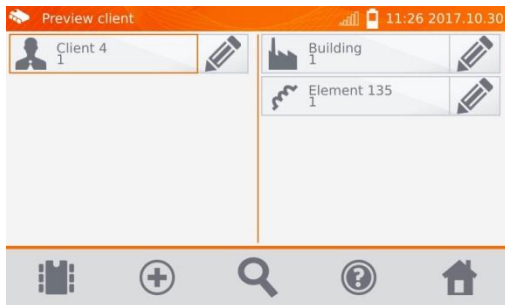 Preview client
11:26 2017.10.30
Client 4
1
Building
1
Element 135
1